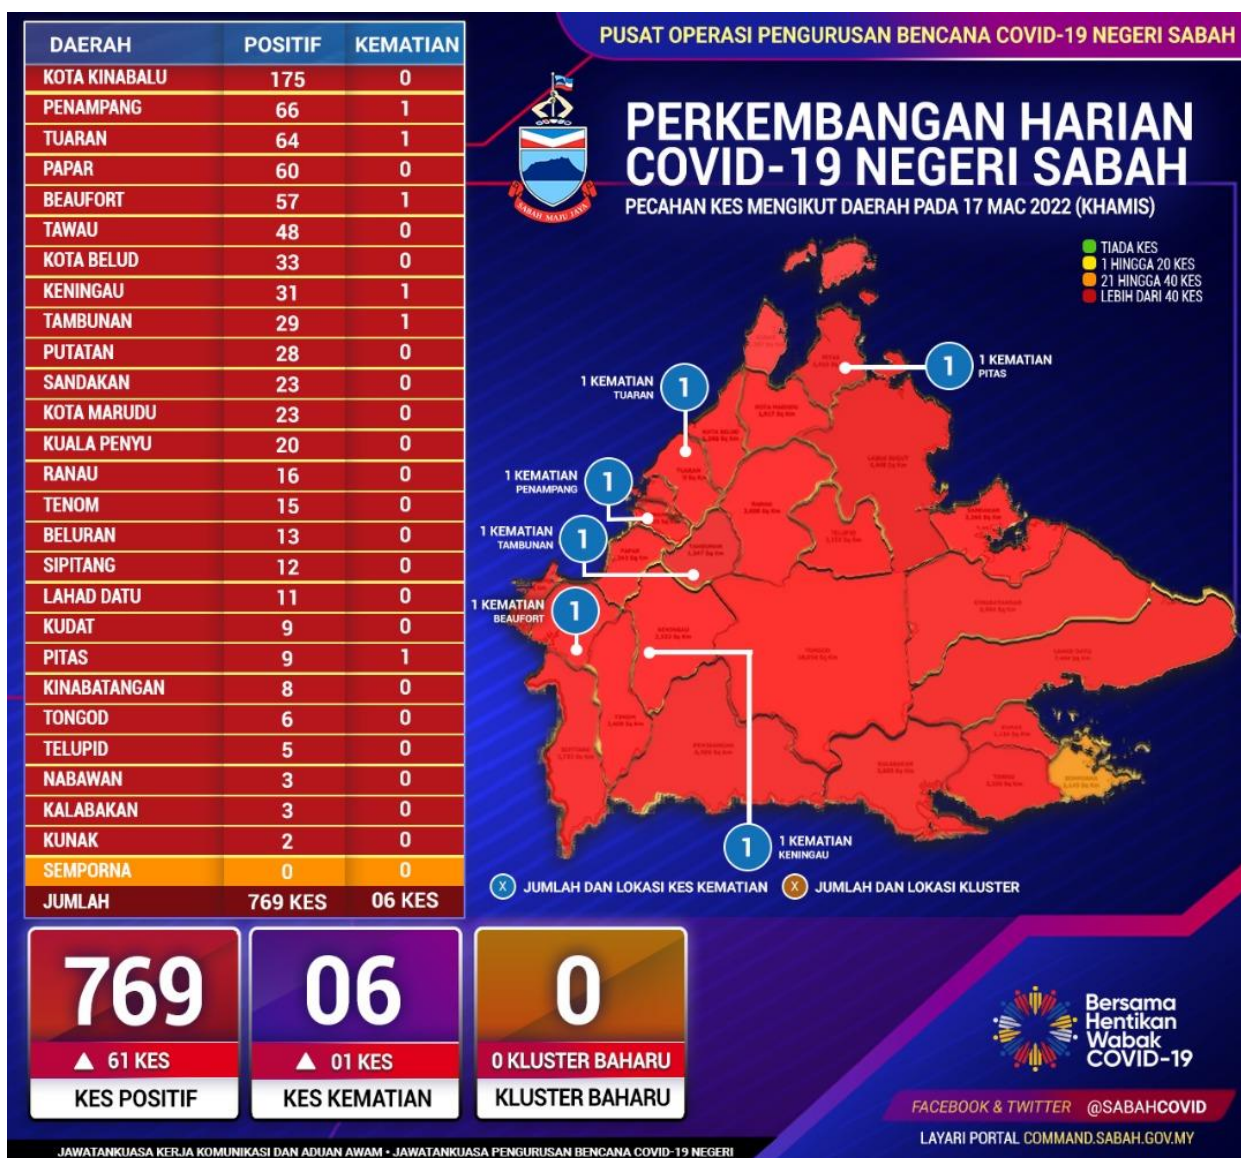 DAERAH POSITIF KEMATIAN
KOTA KINABALU 175 0
PENAMPANG 66 1
TUARAN 64 1
PAPAR 60 0
BEAUFORT 57 1
TAWAU 48 0
KOTA BELUD 33 0
KENINGAU 31 1
TAMBUNAN 29 1
PUTATAN 28 0
SANDAKAN 23 0
KOTA MARUDU 23 0
KUALA PENYU 20 0
RANAU 16 0
TENOM 15 0
BELURAN 13 0
SIPITANG 12 0
LAHAD DATU 11 0
KUDAT 9 0
PITAS 9 1
KINABATANGAN 8 0
TONGOD 6 0
TELUPID 5 0
NABAWAN 3 0
KALABAKAN 3 0
KUNAK 2 0
SEMPORNA 0 0
JUMLAH 769 KES 06 KES
PUSAT OPERASI PENGURUSAN BENCANA COVID-19 NEGERI SABAH
SABAH MAJU JAYA
PERKEMBANGAN HARIAN
COVID-19 NEGERI SABAH
PECAHAN KES MENGIKUT DAERAH PADA 17 MAC 2022 (KHAMIS)
TIADA KES
1 HINGGA 20 KES
21 HINGGA 40 KES
LEBIH DARI 40 KES
1 1 KEMATIAN
PITAS
1 KEMATIAN 1
TUARAN
1 KEMATIAN 1
PENAMPANG
1 KEMATIAN 1
TAMBUNAN
1 KEMATIAN 1
BEAUFORT
1 1 KEMATIAN
KENINGAU
X JUMLAH DAN LOKASI KES KEMATIAN X JUMLAH DAN LOKASI KLUSTER
769
▲ 61 KES
KES POSITIF
06
▲ 01 KES
KES KEMATIAN
0
0 KLUSTER BAHARU
KLUSTER BAHARU
Bersama
Hentikan
Wabak
COVID-19
FACEBOOK & TWITTER @SABAHCOVID
LAYARI PORTAL COMMAND.SABAH.GOV.MY
JAWATANKUASA KERJA KOMUNIKASI DAN ADUAN AWAM • JAWATANKUASA PENGURUSAN BENCANA COVID-19 NEGERI